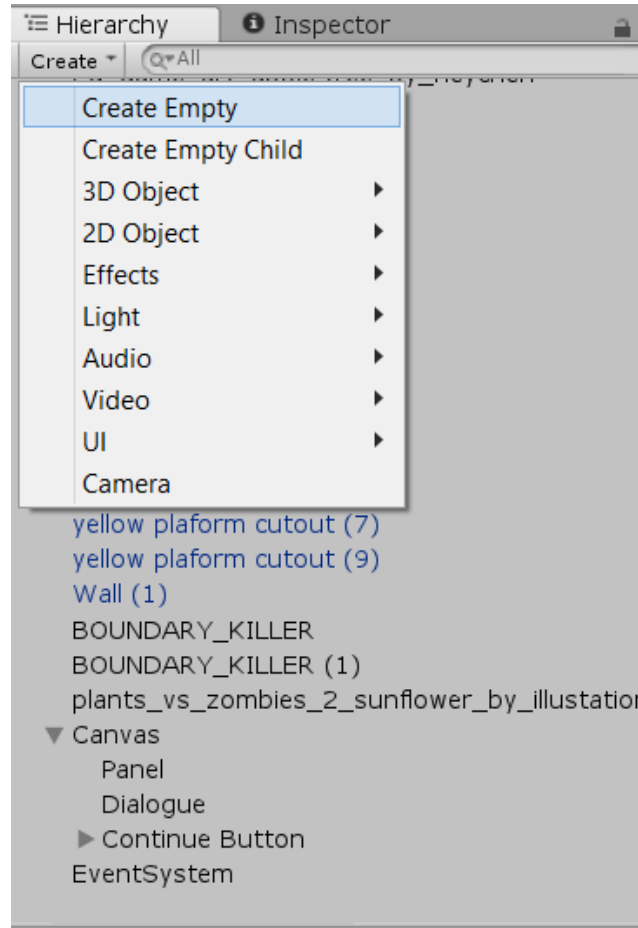 Hierarchy Inspector
Create All
Create Empty
Create Empty Child
3D Object
2D Object
Effects
Light
Audio
Video
UI
Camera
yellow plaform cutout (7)
yellow plaform cutout (9)
Wall (1)
BOUNDARY_KILLER
BOUNDARY_KILLER (1)
plants_vs_zombies_2_sunflower_by_illustation
Canvas
Panel
Dialogue
Continue Button
EventSystem